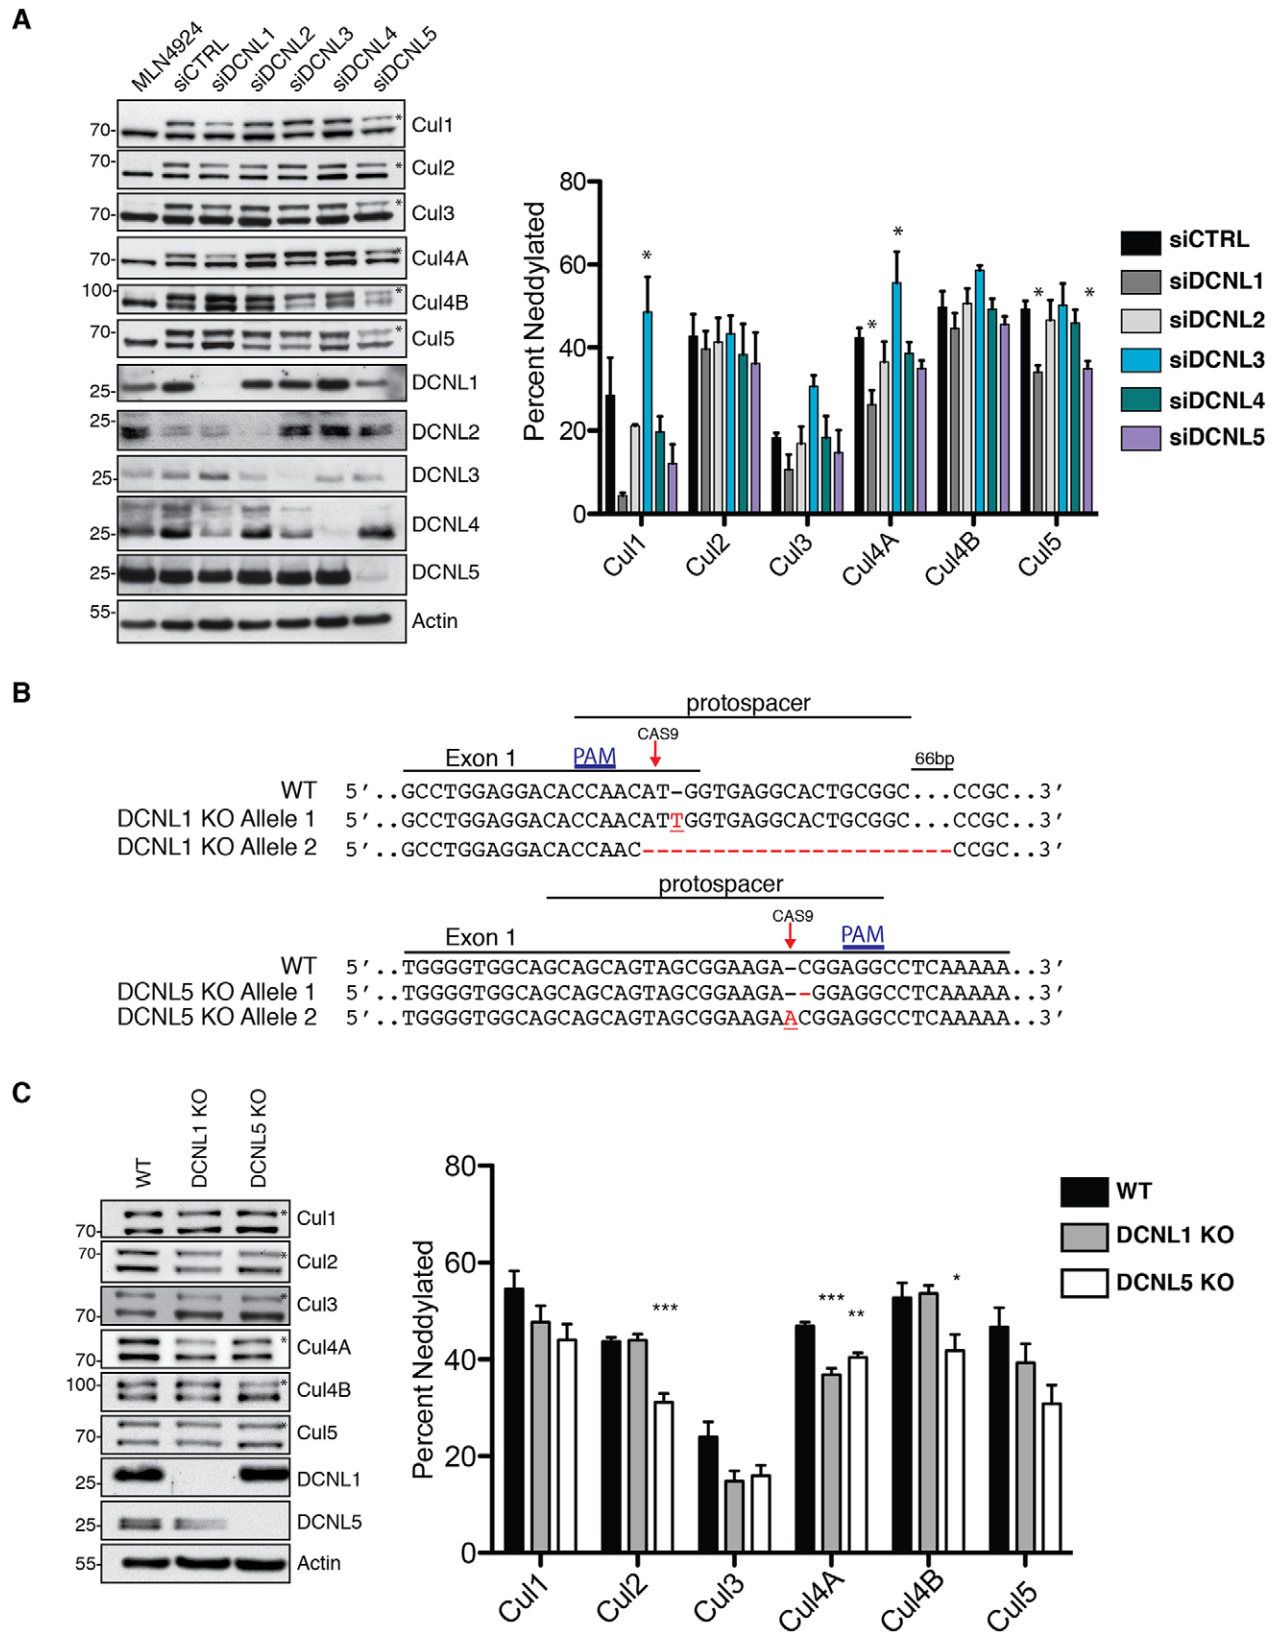 A
MLN4924
siCTRL
siDCNL1
siDCNL2
siDCNL3
siDCNL4
siDCNL5
70- * Cul1
70- * Cul2
70- * Cul3
70- * Cul4A
100- * Cul4B
70- * Cul5
25- DCNL1
25- DCNL2
25- DCNL3
25- DCNL4
25- DCNL5
55- Actin
Percent Neddylated
80
60
40
20
0
* * * * *
Cul1 Cul2 Cul3 Cul4A Cul4B Cul5
siCTRL
siDCNL1
siDCNL2
siDCNL3
siDCNL4
siDCNL5
B
protospacer
CAS9
Exon 1 PAM 66bp
WT 5′..GCCTGGAGGACACCAACAT-GGTGAGGCACTGCGGC...CCGC..3′
DCNL1 KO Allele 1 5′..GCCTGGAGGACACCAACATTGGTGAGGCACTGCGGC...CCGC..3′
DCNL1 KO Allele 2 5′..GCCTGGAGGACACCAAC----------------------CCGC..3′
protospacer
CAS9
Exon 1 PAM
WT 5′..TGGGGTGGCAGCAGCAGTAGCGGAAGA-CGGAGGCCTCAAAAA..3′
DCNL5 KO Allele 1 5′..TGGGGTGGCAGCAGCAGTAGCGGAAGA--GGAGGCCTCAAAAA..3′
DCNL5 KO Allele 2 5′..TGGGGTGGCAGCAGCAGTAGCGGAAGAACGGAGGCCTCAAAAA..3′
C
WT
DCNL1 KO
DCNL5 KO
70- * Cul1
70- * Cul2
70- * Cul3
70- * Cul4A
100- * Cul4B
70- * Cul5
25- DCNL1
25- DCNL5
55- Actin
Percent Neddylated
80
60
40
20
0
*** *** ** *
Cul1 Cul2 Cul3 Cul4A Cul4B Cul5
WT
DCNL1 KO
DCNL5 KO